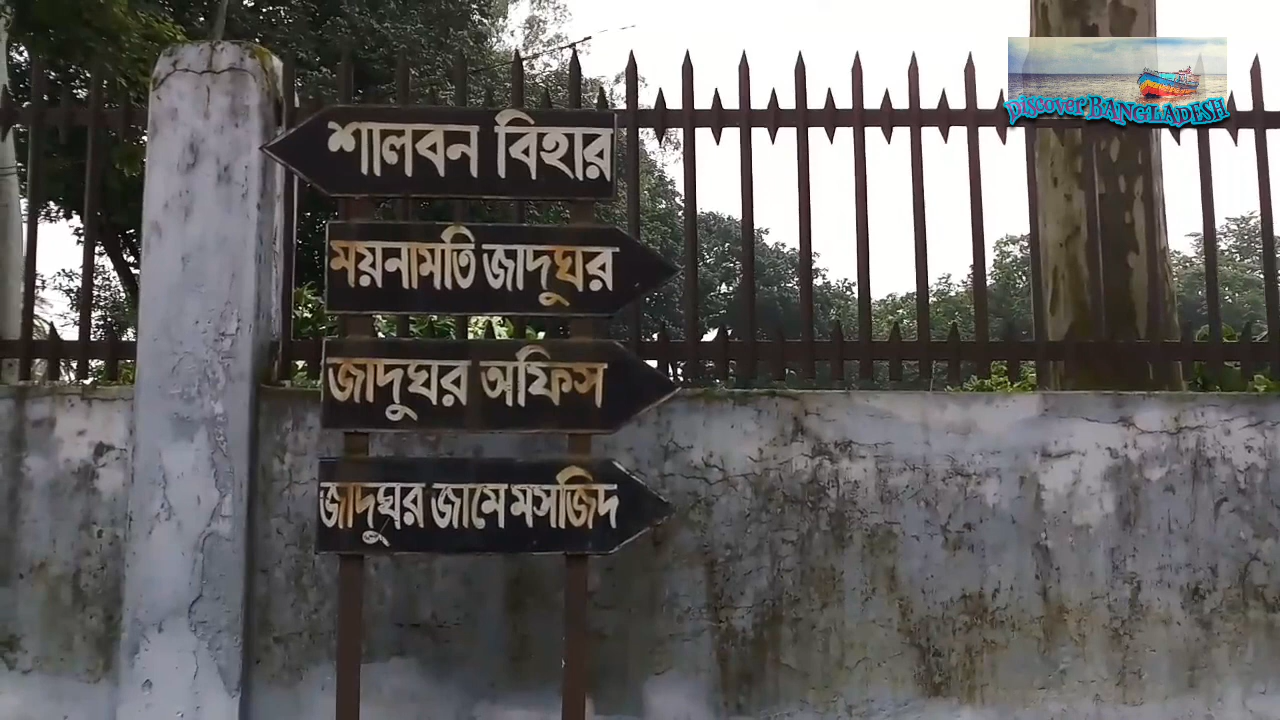 Discover BANGLADESH
শালবন বিহার
ময়নামতি জাদুঘর
জাদুঘর অফিস
জাদুঘর জামে মসজিদ